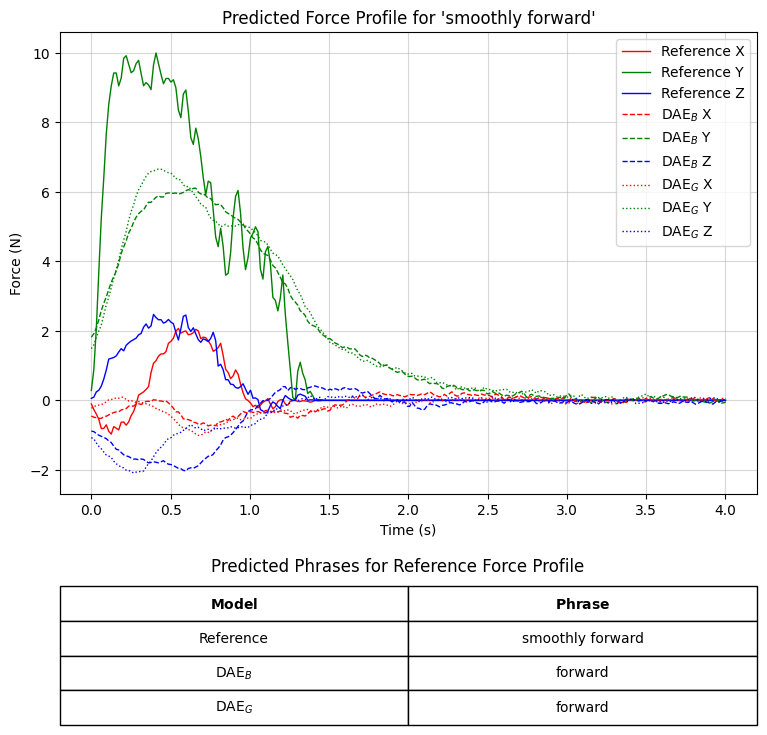 Predicted Force Profile for 'smoothly forward'
Reference X
Reference Y
Reference Z
DAE_B X
DAE_B Y
DAE_B Z
DAE_G X
DAE_G Y
DAE_G Z
Force (N)
10
8
6
4
2
0
−2
0.0 0.5 1.0 1.5 2.0 2.5 3.0 3.5 4.0
Time (s)
Predicted Phrases for Reference Force Profile
Model Phrase
Reference smoothly forward
DAE_B forward
DAE_G forward